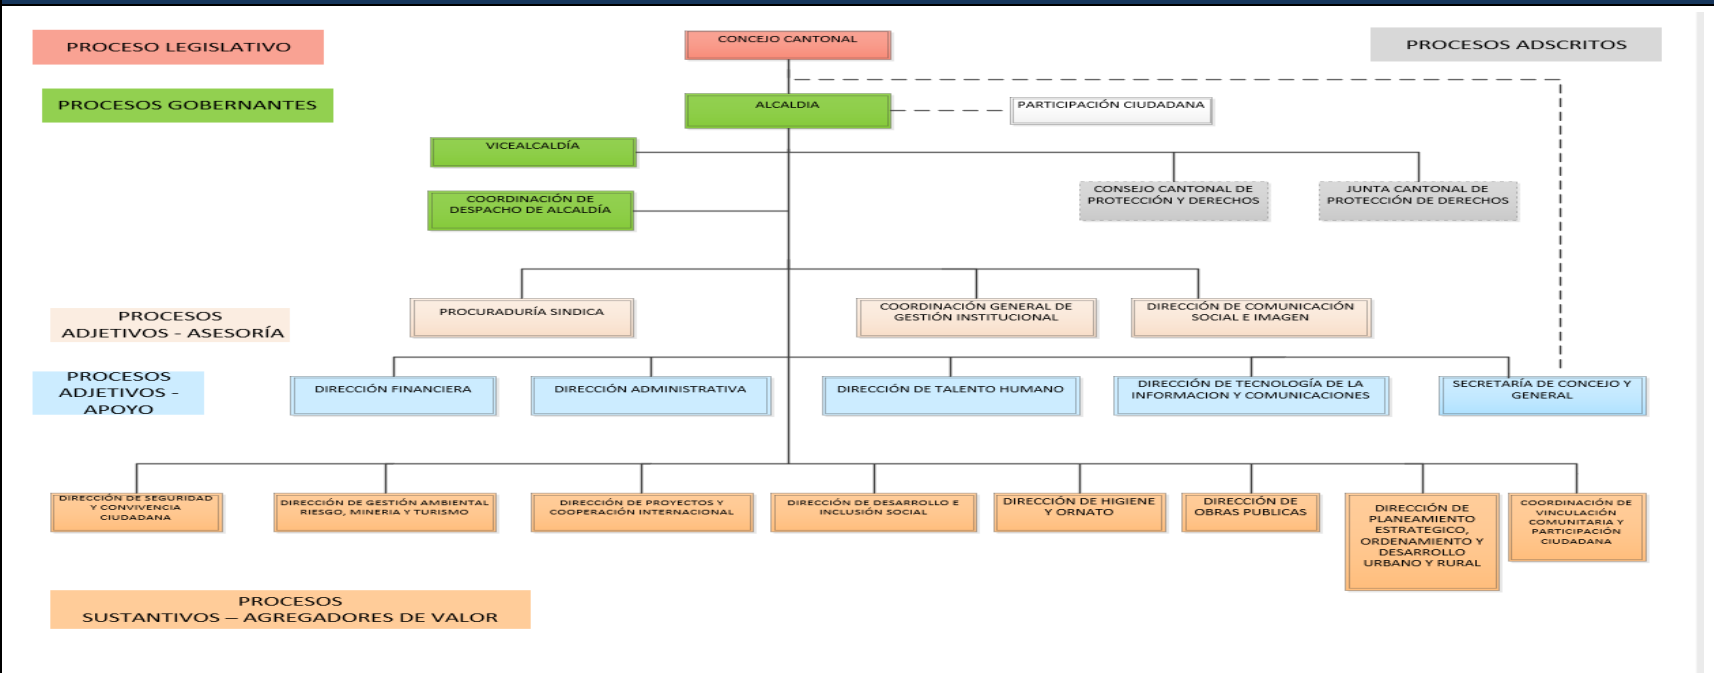 PROCESO LEGISLATIVO
CONCEJO CANTONAL
PROCESOS ADSCRITOS
PROCESOS GOBERNANTES
ALCALDIA
PARTICIPACIÓN CIUDADANA
VICEALCALDÍA
COORDINACIÓN DE
DESPACHO DE ALCALDÍA
CONSEJO CANTONAL DE
PROTECCIÓN Y DERECHOS
JUNTA CANTONAL DE
PROTECCIÓN DE DERECHOS
PROCESOS
ADJETIVOS - ASESORÍA
PROCURADURÍA SINDICA
COORDINACIÓN GENERAL DE
GESTIÓN INSTITUCIONAL
DIRECCIÓN DE COMUNICACIÓN
SOCIAL E IMAGEN
PROCESOS
ADJETIVOS -
APOYO
DIRECCIÓN FINANCIERA
DIRECCIÓN ADMINISTRATIVA
DIRECCIÓN DE TALENTO HUMANO
DIRECCIÓN DE TECNOLOGÍA DE LA
INFORMACION Y COMUNICACIONES
SECRETARÍA DE CONCEJO Y
GENERAL
DIRECCIÓN DE SEGURIDAD
Y CONVIVENCIA
CIUDADANA
DIRECCIÓN DE GESTIÓN AMBIENTAL
RIESGO, MINERIA Y TURISMO
DIRECCIÓN DE PROYECTOS Y
COOPERACIÓN INTERNACIONAL
DIRECCIÓN DE DESARROLLO E
INCLUSIÓN SOCIAL
DIRECCIÓN DE HIGIENE
Y ORNATO
DIRECCIÓN DE
OBRAS PUBLICAS
DIRECCIÓN DE
PLANEAMIENTO
ESTRATEGICO,
ORDENAMIENTO Y
DESARROLLO
URBANO Y RURAL
COORDINACIÓN DE
VINCULACIÓN
COMUNITARIA Y
PARTICIPACIÓN
CIUDADANA
PROCESOS
SUSTANTIVOS – AGREGADORES DE VALOR